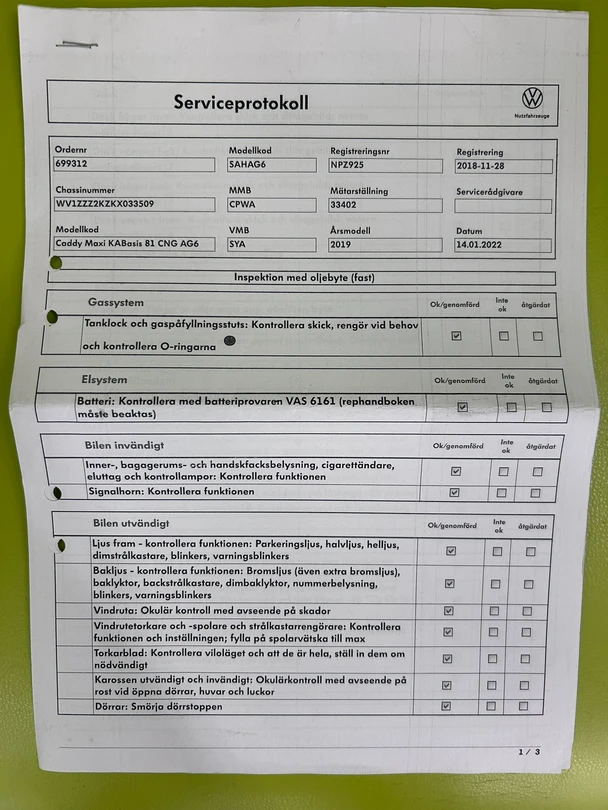 Serviceprotokoll
Nutzfahrzeuge
Ordernr Modellkod Registreringsnr Registrering
699312 SAHAG6 NPZ925 2018-11-28
Chassinummer MMB Mätarställning Servicerådgivare
WV1ZZZ2KZKX033509 CPWA 33402
Modellkod VMB Årsmodell Datum
Caddy Maxi KABasis 81 CNG AG6 SYA 2019 14.01.2022
Inspektion med oljebyte (fast)
Gassystem Ok/genomförd Inte ok åtgärdat
Tanklock och gaspåfyllningsstuts: Kontrollera skick, rengör vid behov
och kontrollera O-ringarna
Elsystem Ok/genomförd Inte ok åtgärdat
Batteri: Kontrollera med batteriprovaren VAS 6161 (rephandboken
måste beaktas)
Bilen invändigt Ok/genomförd Inte ok åtgärdat
Inner-, bagagerums- och handskfacksbelysning, cigarettändare,
eluttag och kontrollampor: Kontrollera funktionen
Signalhorn: Kontrollera funktionen
Bilen utvändigt Ok/genomförd Inte ok åtgärdat
Ljus fram - kontrollera funktionen: Parkeringsljus, halvljus, helljus,
dimstrålkastare, blinkers, varningsblinkers
Bakljus - kontrollera funktionen: Bromsljus (även extra bromsljus),
baklyktor, backstrålkastare, dimbaklyktor, nummerbelysning,
blinkers, varningsblinkers
Vindruta: Okulär kontroll med avseende på skador
Vindrutetorkare och -spolare och strålkastarrengörare: Kontrollera
funktionen och inställningen; fylla på spolarvätska till max
Torkarblad: Kontrollera viloläget och att de är hela, ställ in dem om
nödvändigt
Karossen utvändigt och invändigt: Okulärkontroll med avseende på
rost vid öppna dörrar, huvar och luckor
Dörrar: Smörja dörrstoppen
1 / 3